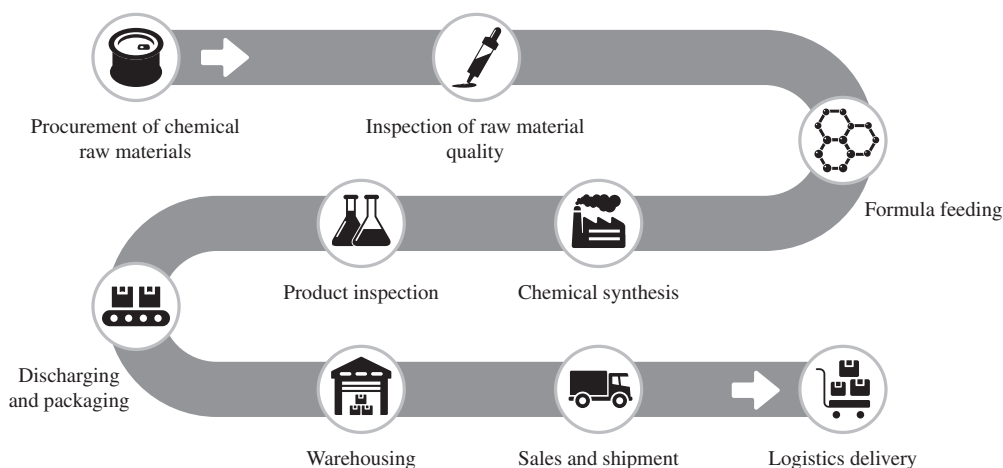 Procurement of chemical
raw materials
Inspection of raw material
quality
Formula feeding
Chemical synthesis
Product inspection
Discharging
and packaging
Warehousing
Sales and shipment
Logistics delivery